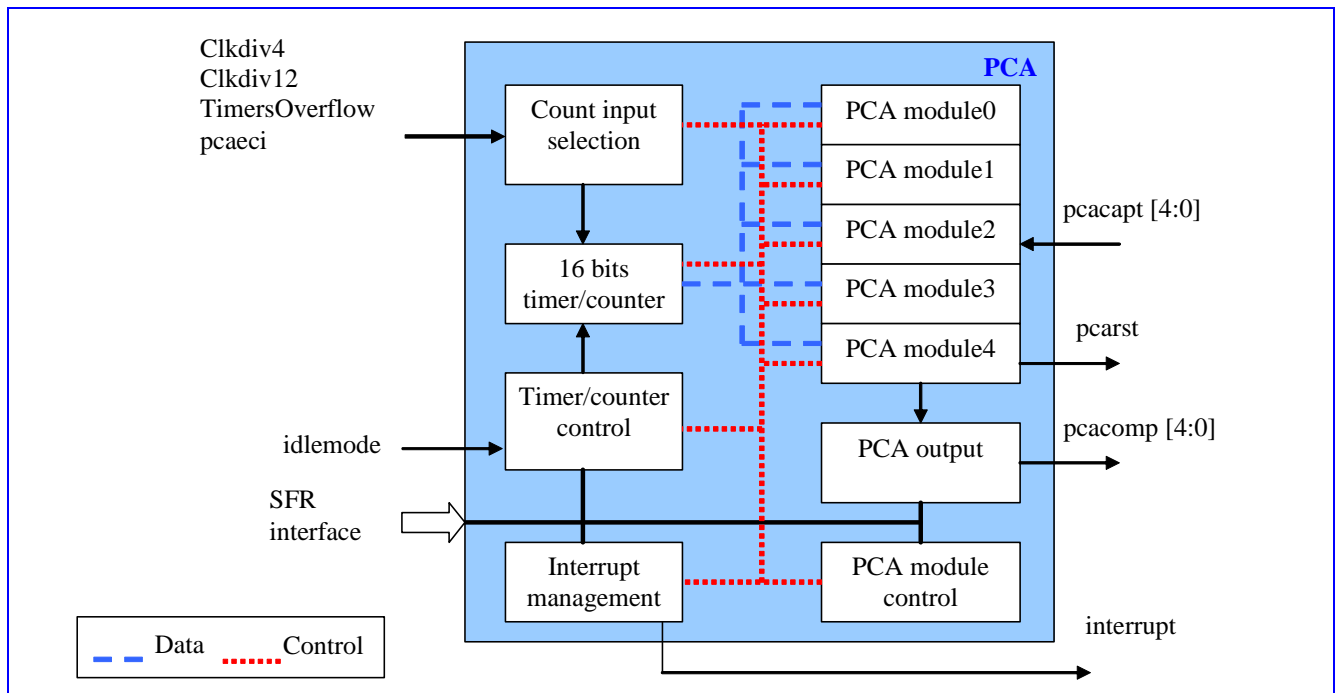 Clkdiv4
Clkdiv12
TimersOverflow
pcaeci
PCA
Count input
selection
PCA module0
PCA module1
PCA module2
PCA module3
PCA module4
pcacapt [4:0]
16 bits
timer/counter
pcarst
Timer/counter
control
PCA output
pcacomp [4:0]
idlemode
SFR
interface
Interrupt
management
PCA module
control
interrupt
Data
Control